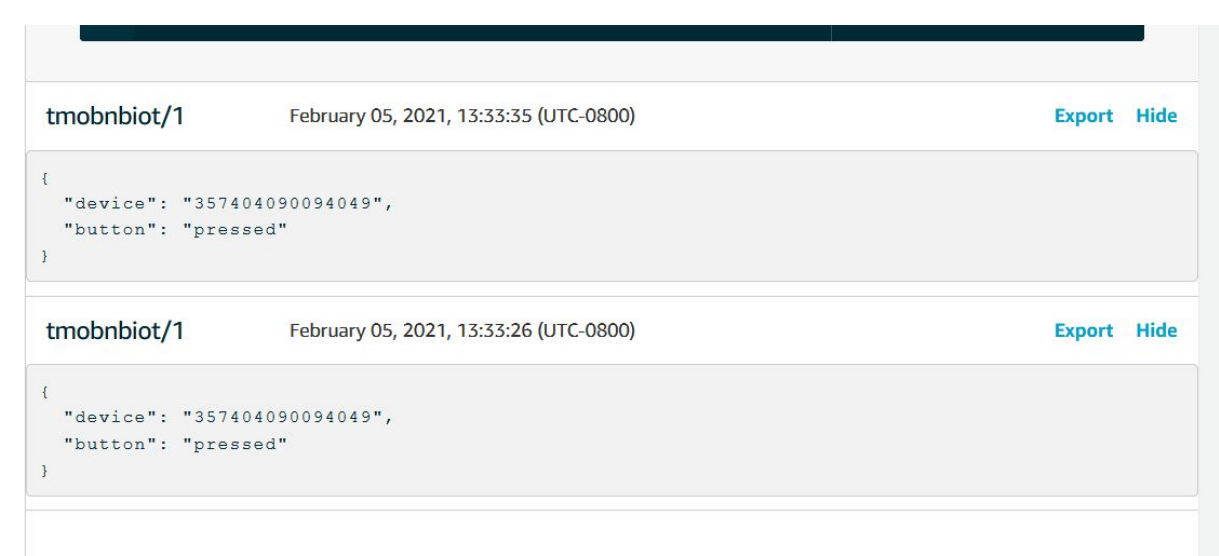 tmobnbiot/1 February 05, 2021, 13:33:35 (UTC-0800) Export Hide
{
"device": "357404090094049",
"button": "pressed"
}
tmobnbiot/1 February 05, 2021, 13:33:26 (UTC-0800) Export Hide
{
"device": "357404090094049",
"button": "pressed"
}